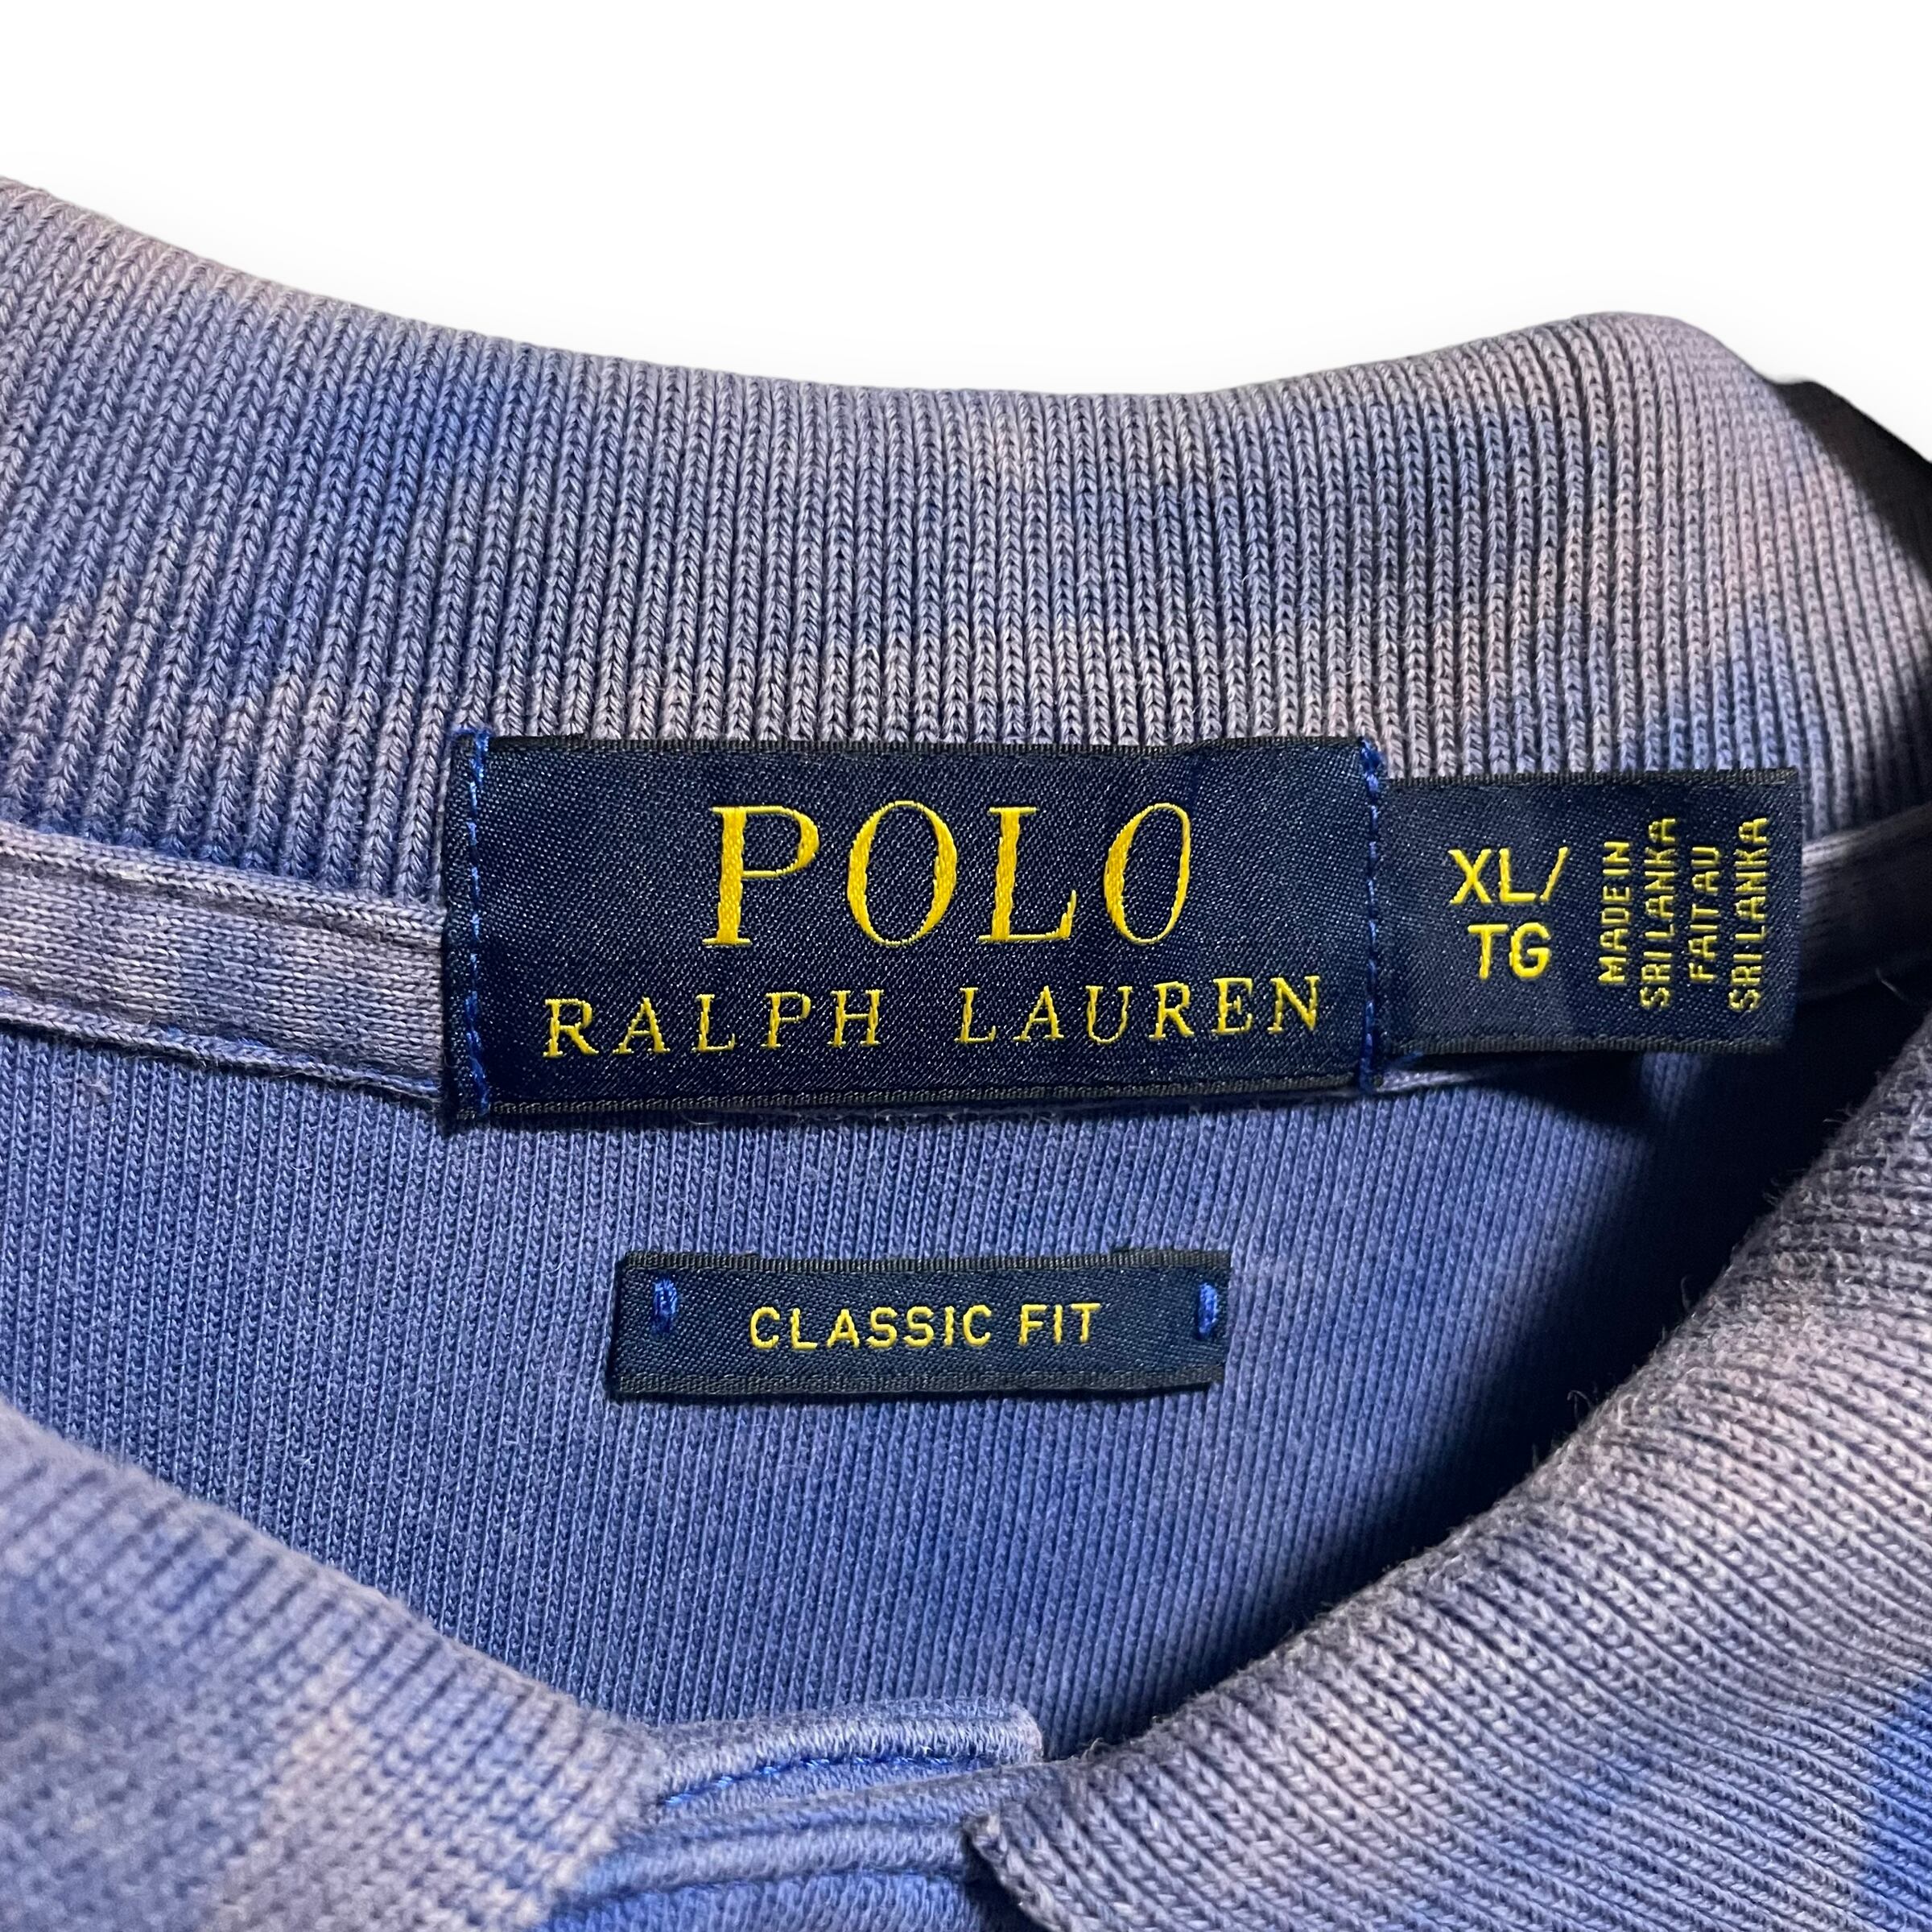 POLO
RALPH LAUREN
XL/
TG
MADE IN
SRI LANKA
FAIT AU
SRI LANKA
CLASSIC FIT